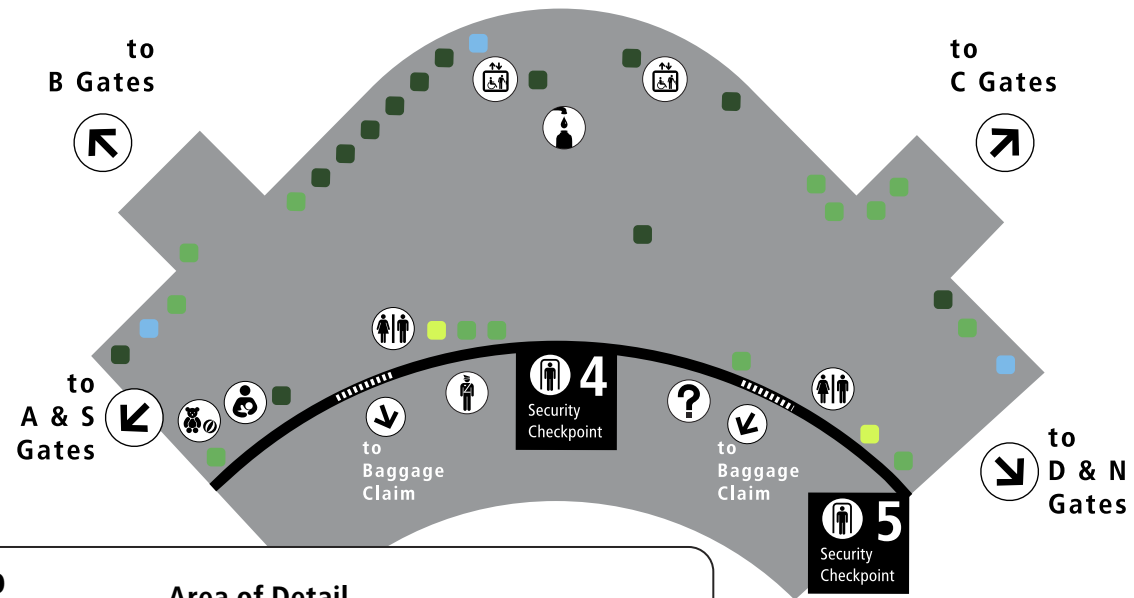 to
B Gates
to
C Gates
to
A & S
Gates
?
to
Baggage
Claim
4
Security
Checkpoint
to
Baggage
Claim
to
D & N
Gates
5
Security
Checkpoint
Area of Detail